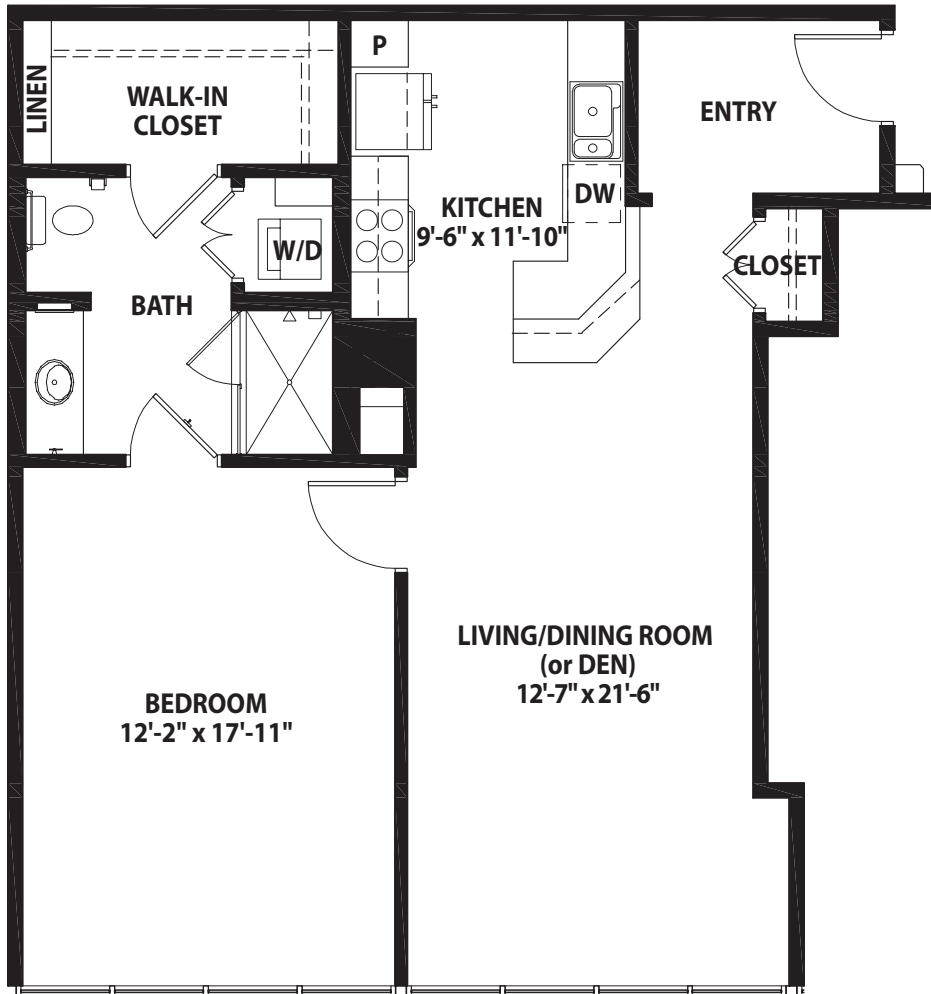 P
LINEN
WALK-IN
CLOSET
ENTRY
DW
KITCHEN
9'-6" x 11'-10"
W/D
CLOSET
BATH
LIVING/DINING ROOM
(or DEN)
12'-7" x 21'-6"
BEDROOM
12'-2" x 17'-11"